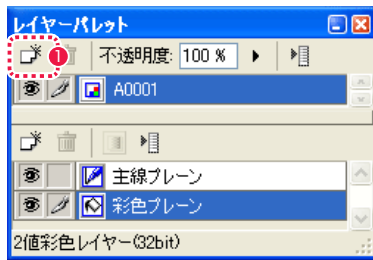 レイヤーパレット
1
不透明度: 100 %
A0001
主線プレーン
彩色プレーン
2値彩色レイヤー(32bit)